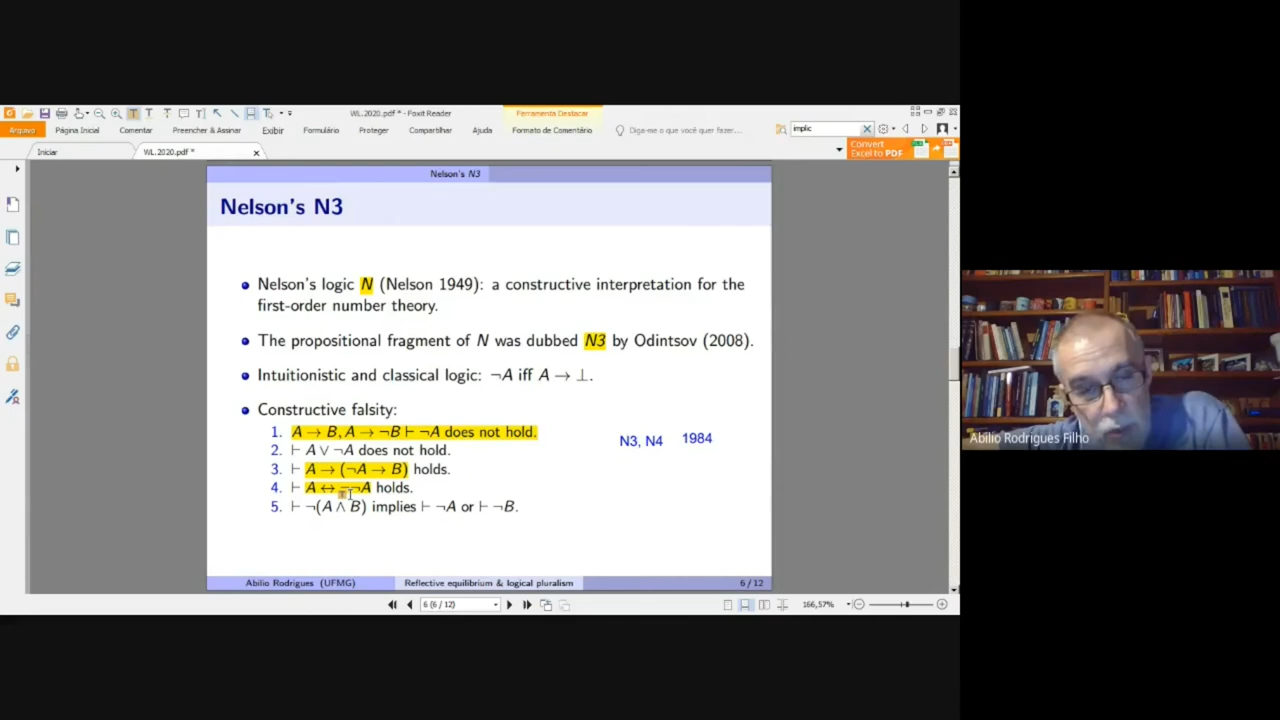 WL.2020.pdf * - Foxit Reader
Ferramenta Destacar
Arquivo Página Inicial Comentar Preencher & Assinar Exibir Formulário Proteger Compartilhar Ajuda Formato de Comentário Diga-me o que você quer fazer... implic
Iniciar WL.2020.pdf *
Convert Excel to PDF
Nelson's N3
Nelson's N3
Nelson's logic N (Nelson 1949): a constructive interpretation for the
first-order number theory.
The propositional fragment of N was dubbed N3 by Odintsov (2008).
Intuitionistic and classical logic: ¬A iff A → ⊥.
Constructive falsity:
1. A → B, A → ¬B ⊢ ¬A does not hold.
N3, N4 1984
2. ⊢ A ∨ ¬A does not hold.
3. ⊢ A → (¬A → B) holds.
4. ⊢ A ↔ ¬¬A holds.
5. ⊢ ¬(A ∧ B) implies ⊢ ¬A or ⊢ ¬B.
Abilio Rodrigues (UFMG) Reflective equilibrium & logical pluralism 6 / 12
6 (6 / 12) 166,57%
Abilio Rodrigues Filho